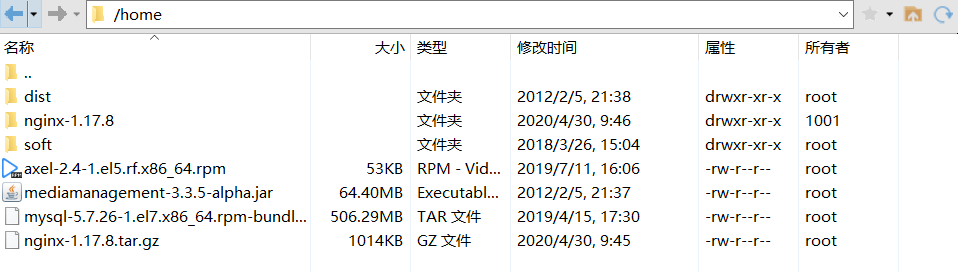 /home
名称 大小 类型 修改时间 属性 所有者
..
dist 文件夹 2012/2/5, 21:38 drwxr-xr-x root
nginx-1.17.8 文件夹 2020/4/30, 9:46 drwxr-xr-x 1001
soft 文件夹 2018/3/26, 15:04 drwxr-xr-x root
axel-2.4-1.el5.rf.x86_64.rpm 53KB RPM - Vid... 2019/7/11, 16:06 -rw-r--r-- root
mediamanagement-3.3.5-alpha.jar 64.40MB Executabl... 2012/2/5, 21:37 -rw-r--r-- root
mysql-5.7.26-1.el7.x86_64.rpm-bundl... 506.29MB TAR 文件 2019/4/15, 17:30 -rw-r--r-- root
nginx-1.17.8.tar.gz 1014KB GZ 文件 2020/4/30, 9:45 -rw-r--r-- root